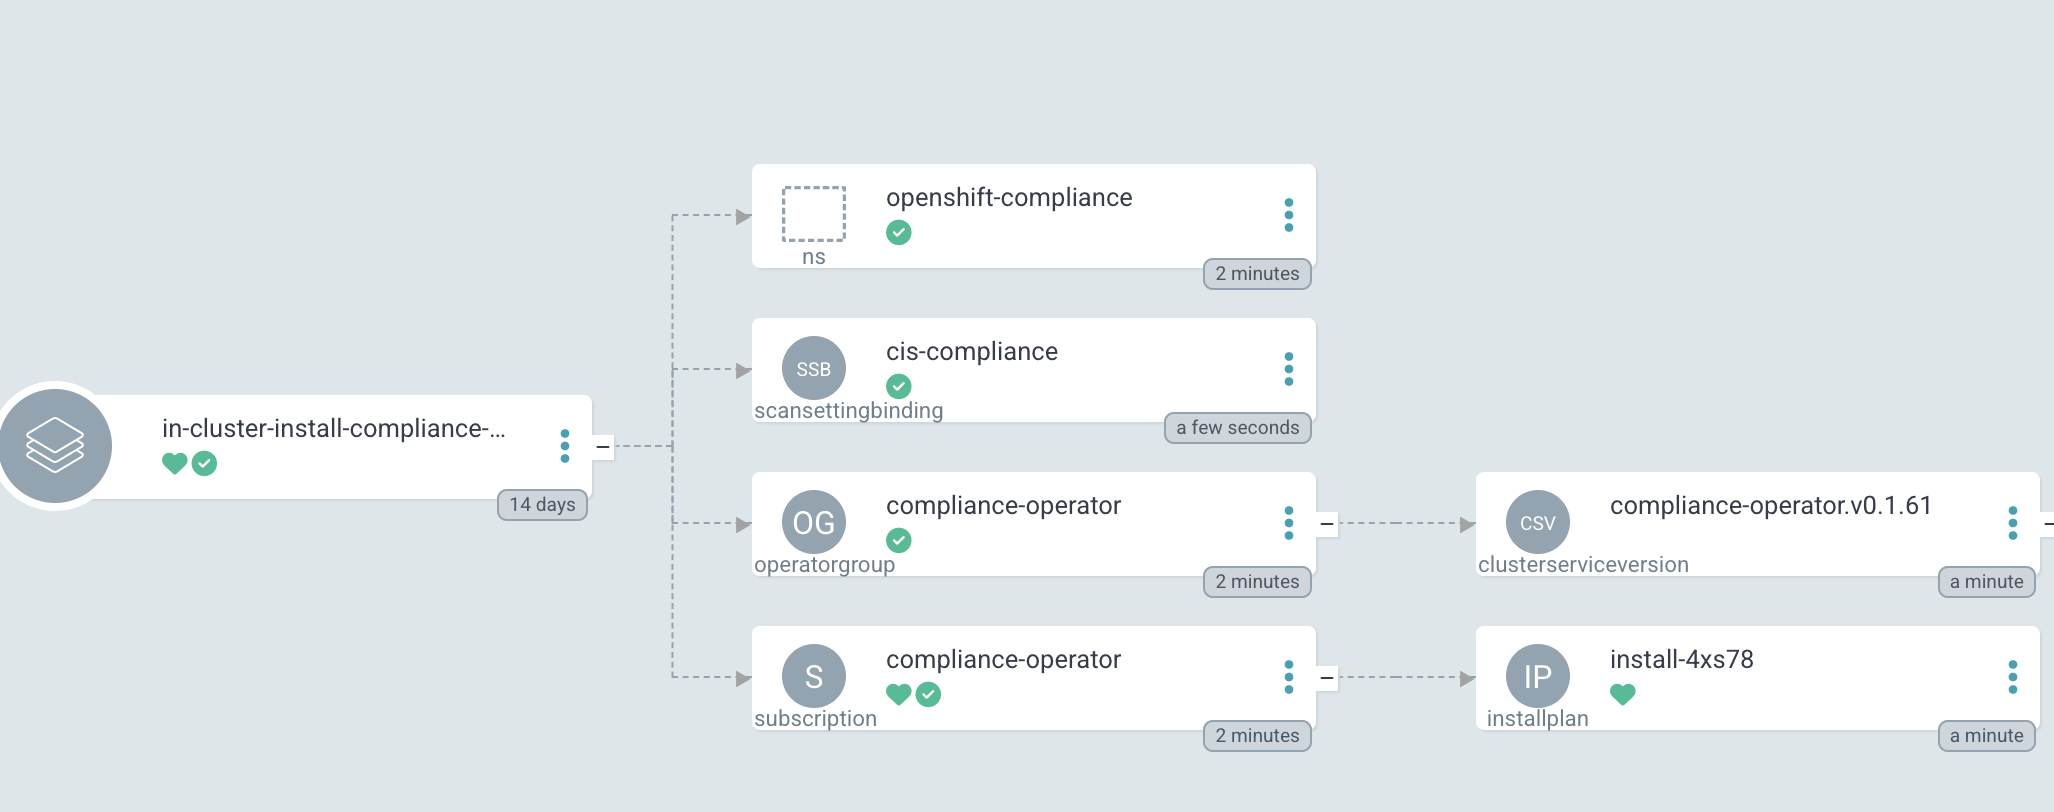 in-cluster-install-compliance-...
14 days
openshift-compliance
ns
2 minutes
SSB
cis-compliance
scansettingbinding
a few seconds
OG
compliance-operator
operatorgroup
2 minutes
S
compliance-operator
subscription
2 minutes
CSV
compliance-operator.v0.1.61
clusterserviceversion
a minute
IP
install-4xs78
installplan
a minute